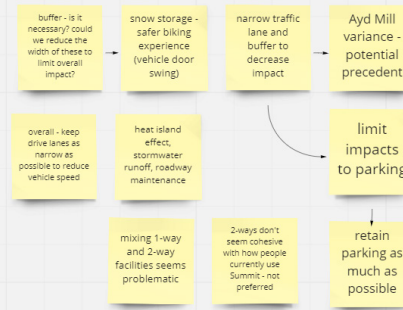 buffer - is it
necessary? could
we reduce the
width of these to
limit overall
impact?
snow storage -
safer biking
experience
(vehicle door
swing)
narrow traffic
lane and
buffer to
decrease
impact
Ayd Mill
variance -
potential
precedent
overall - keep
drive lanes as
narrow as
possible to reduce
vehicle speed
heat island
effect,
stormwater
runoff, roadway
maintenance
limit
impacts
to parking
mixing 1-way
and 2-way
facilities seems
problematic
2-ways don't
seem cohesive
with how people
currently use
Summit - not
preferred
retain
parking as
much as
possible